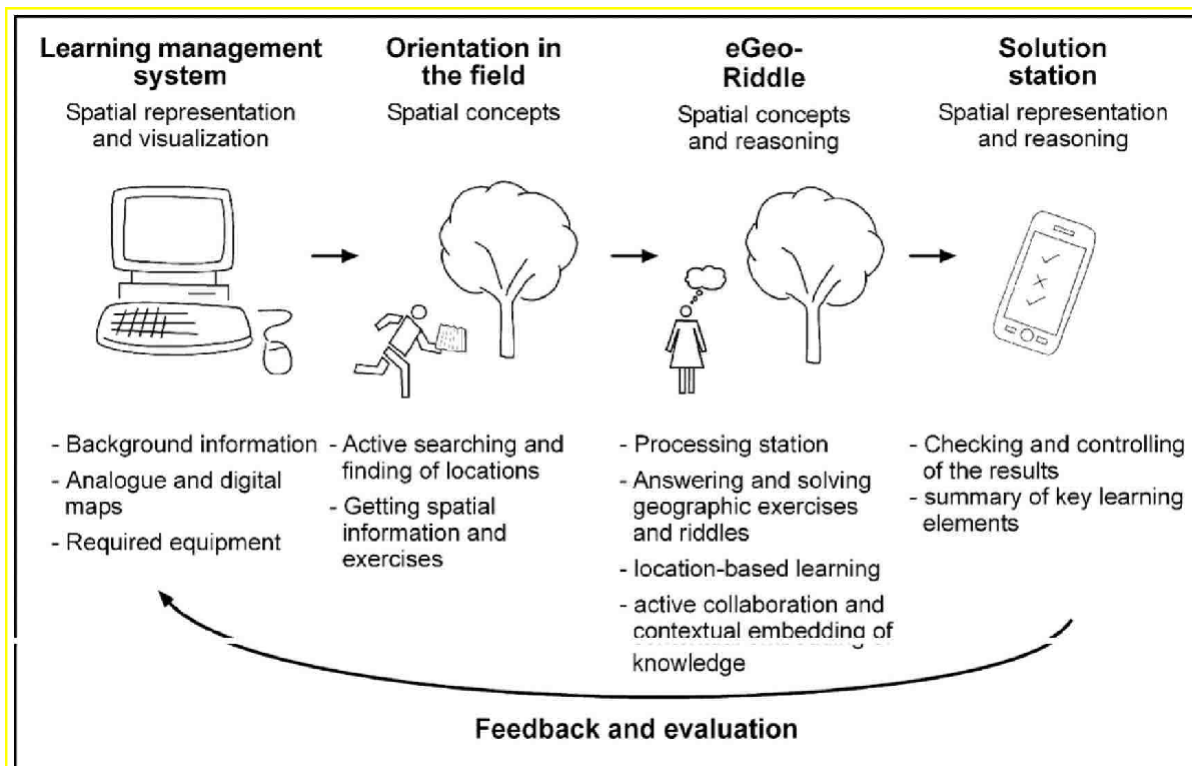 Learning management
system
Spatial representation
and visualization
- Background information
- Analogue and digital
maps
- Required equipment
Orientation in
the field
Spatial concepts
- Active searching and
finding of locations
- Getting spatial
information and
exercises
eGeo-
Riddle
Spatial concepts
and reasoning
- Processing station
- Answering and solving
geographic exercises
and riddles
- location-based learning
- active collaboration and
contextual embedding of
knowledge
Solution
station
Spatial representation
and reasoning
- Checking and controlling
of the results
- summary of key learning
elements
Feedback and evaluation